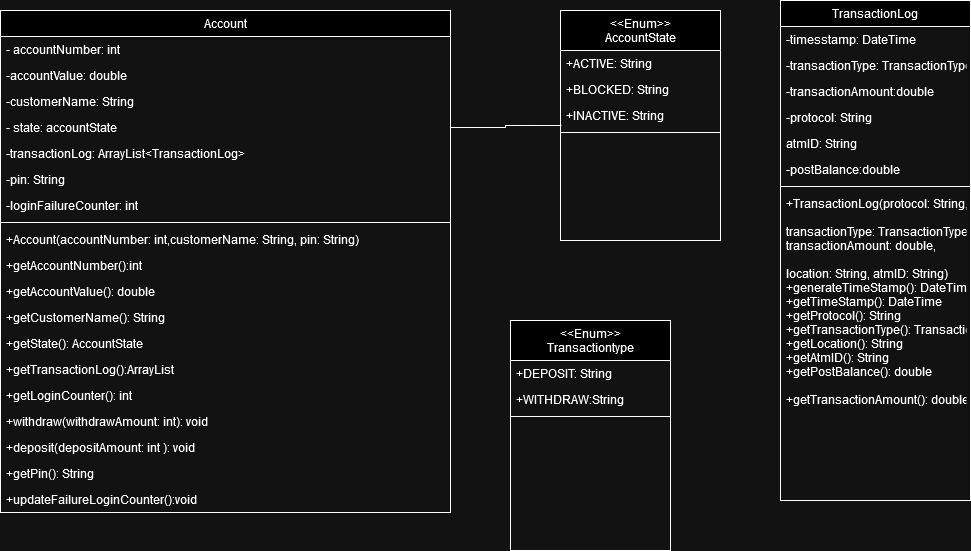 Account
- accountNumber: int
-accountValue: double
-customerName: String
- state: accountState
-transactionLog: ArrayList<TransactionLog>
-pin: String
-loginFailureCounter: int
+Account(accountNumber: int,customerName: String, pin: String)
+getAccountNumber():int
+getAccountValue(): double
+getCustomerName(): String
+getState(): AccountState
+getTransactionLog():ArrayList
+getLoginCounter(): int
+withdraw(withdrawAmount: int): void
+deposit(depositAmount: int ): void
+getPin(): String
+updateFailureLoginCounter():void
<<Enum>>
AccountState
+ACTIVE: String
+BLOCKED: String
+INACTIVE: String
<<Enum>>
Transactiontype
+DEPOSIT: String
+WITHDRAW:String
TransactionLog
-timesstamp: DateTime
-transactionType: TransactionType
-transactionAmount:double
-protocol: String
atmID: String
-postBalance:double
+TransactionLog(protocol: String,
transactionType: TransactionType
transactionAmount: double,
location: String, atmID: String)
+generateTimeStamp(): DateTim
+getTimeStamp(): DateTime
+getProtocol(): String
+getTransactionType(): Transacti
+getLocation(): String
+getAtmID(): String
+getPostBalance(): double
+getTransactionAmount(): double